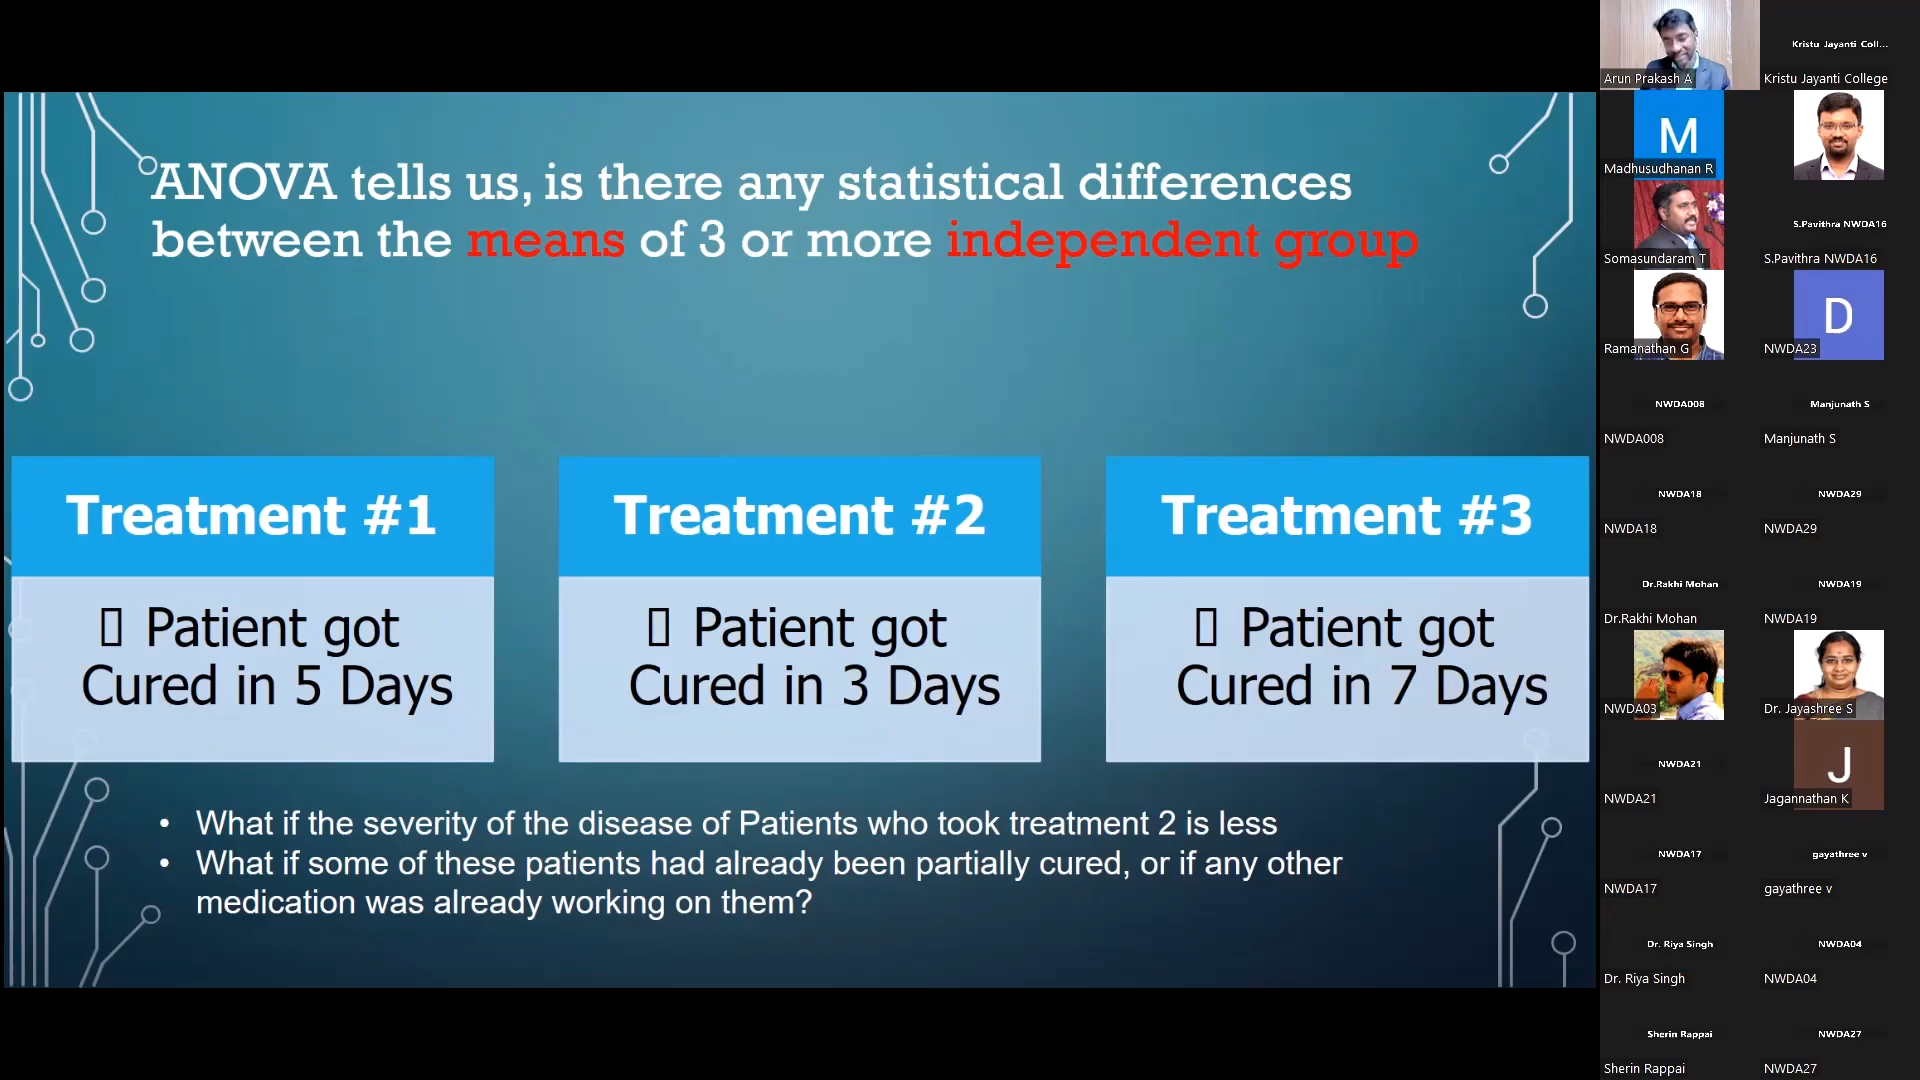 ANOVA tells us, is there any statistical differences
between the means of 3 or more independent group
Treatment #1
Patient got
Cured in 5 Days
Treatment #2
Patient got
Cured in 3 Days
Treatment #3
Patient got
Cured in 7 Days
• What if the severity of the disease of Patients who took treatment 2 is less
• What if some of these patients had already been partially cured, or if any other
medication was already working on them?
Arun Prakash A
Kristu Jayanti Coll...
Kristu Jayanti College
M
Madhusudhanan R
Somasundaram T
S.Pavithra NWDA16
S.Pavithra NWDA16
Ramanathan G
D
NWDA23
NWDA008
NWDA008
Manjunath S
Manjunath S
NWDA18
NWDA18
NWDA29
NWDA29
Dr.Rakhi Mohan
Dr.Rakhi Mohan
NWDA19
NWDA19
NWDA03
Dr. Jayashree S
NWDA21
NWDA21
J
Jagannathan K
NWDA17
NWDA17
gayathree v
gayathree v
Dr. Riya Singh
Dr. Riya Singh
NWDA04
NWDA04
Sherin Rappai
Sherin Rappai
NWDA27
NWDA27